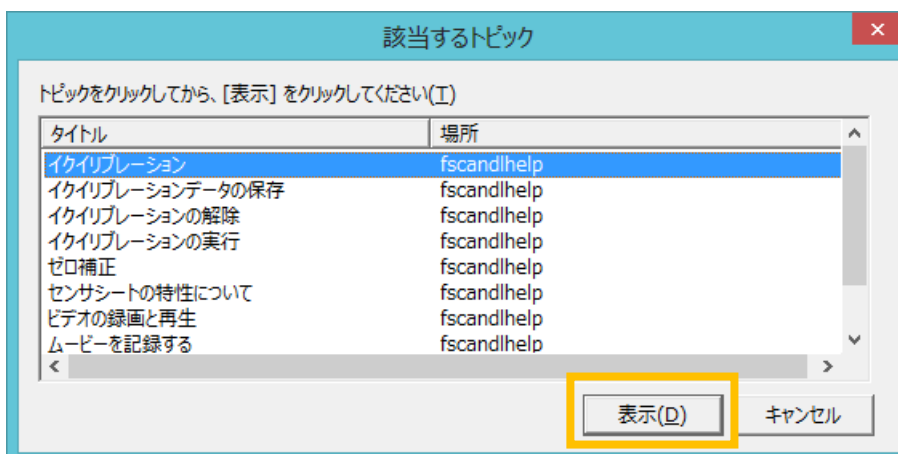 該当するトピック
トピックをクリックしてから、[表示] をクリックしてください(T)
タイトル 場所
イクイリブレーション fscandlhelp
イクイリブレーションデータの保存 fscandlhelp
イクイリブレーションの解除 fscandlhelp
イクイリブレーションの実行 fscandlhelp
ゼロ補正 fscandlhelp
センサシートの特性について fscandlhelp
ビデオの録画と再生 fscandlhelp
ムービーを記録する fscandlhelp
表示(D) キャンセル